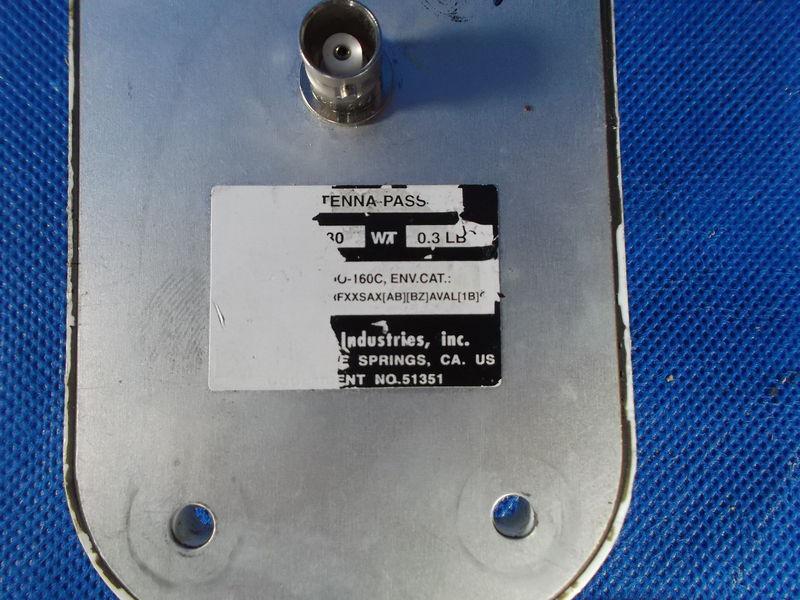 TENNA-PASS
30 WT 0.3 LB
O-160C, ENV.CAT.:
FXXSAX[AB][BZ]AVAL[1B]
Industries, inc.
E SPRINGS, CA. US
ENT NO.51351